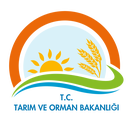 T.C.
TARIM VE ORMAN BAKANLIĞI